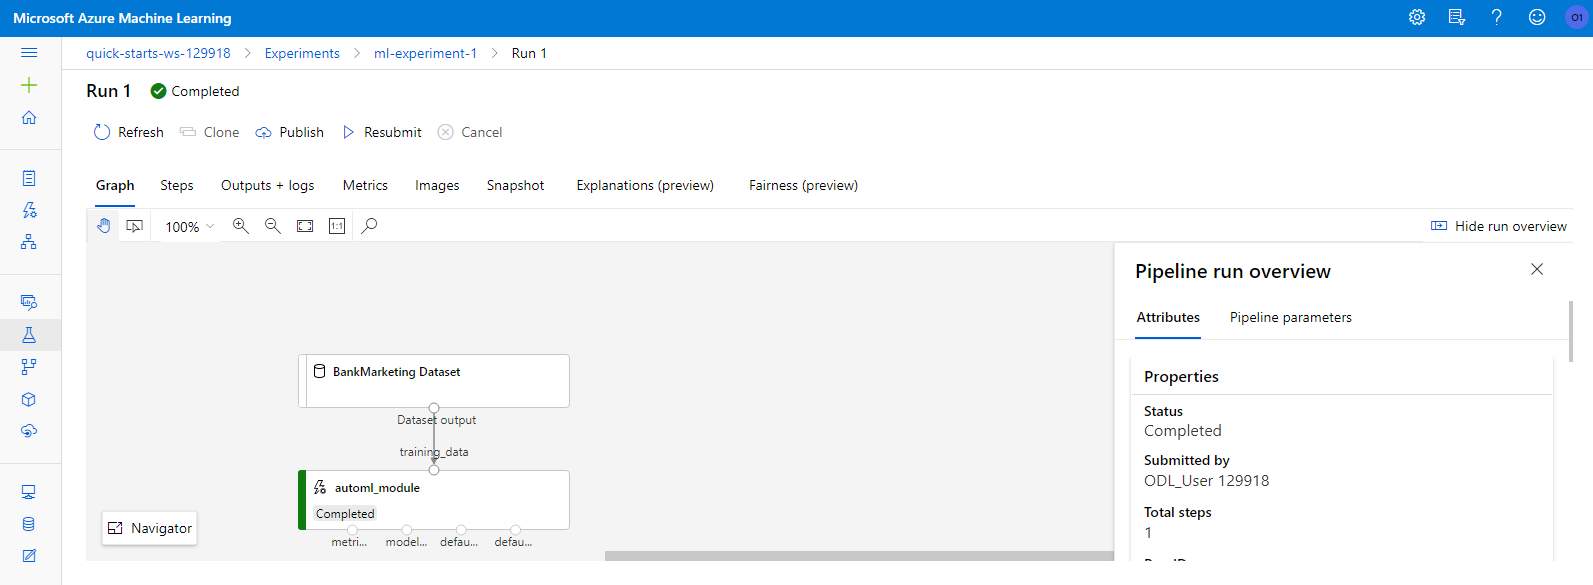 Microsoft Azure Machine Learning
O1
quick-starts-ws-129918 > Experiments > ml-experiment-1 > Run 1
Run 1 Completed
Refresh Clone Publish Resubmit Cancel
Graph Steps Outputs + logs Metrics Images Snapshot Explanations (preview) Fairness (preview)
100% 1:1 Hide run overview
BankMarketing Dataset
Dataset output
training_data
automl_module
Completed
metri... model... defau... defau...
Navigator
Pipeline run overview
Attributes Pipeline parameters
Properties
Status
Completed
Submitted by
ODL_User 129918
Total steps
1